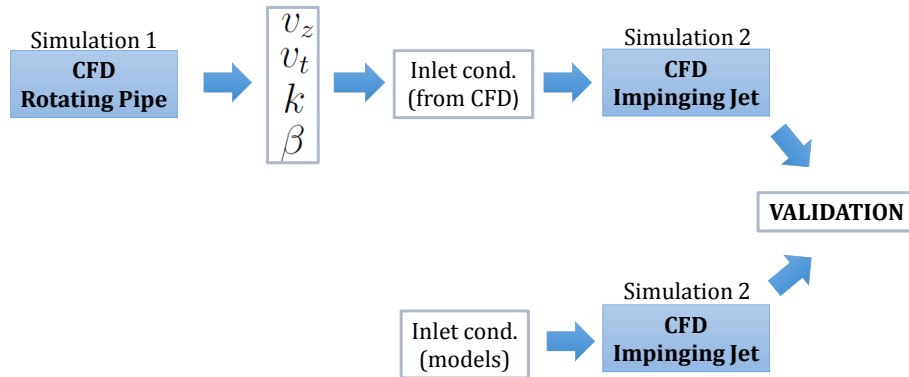 Simulation 1
CFD
Rotating Pipe
v_z
v_t
k
β
Inlet cond.
(from CFD)
Simulation 2
CFD
Impinging Jet
VALIDATION
Inlet cond.
(models)
Simulation 2
CFD
Impinging Jet